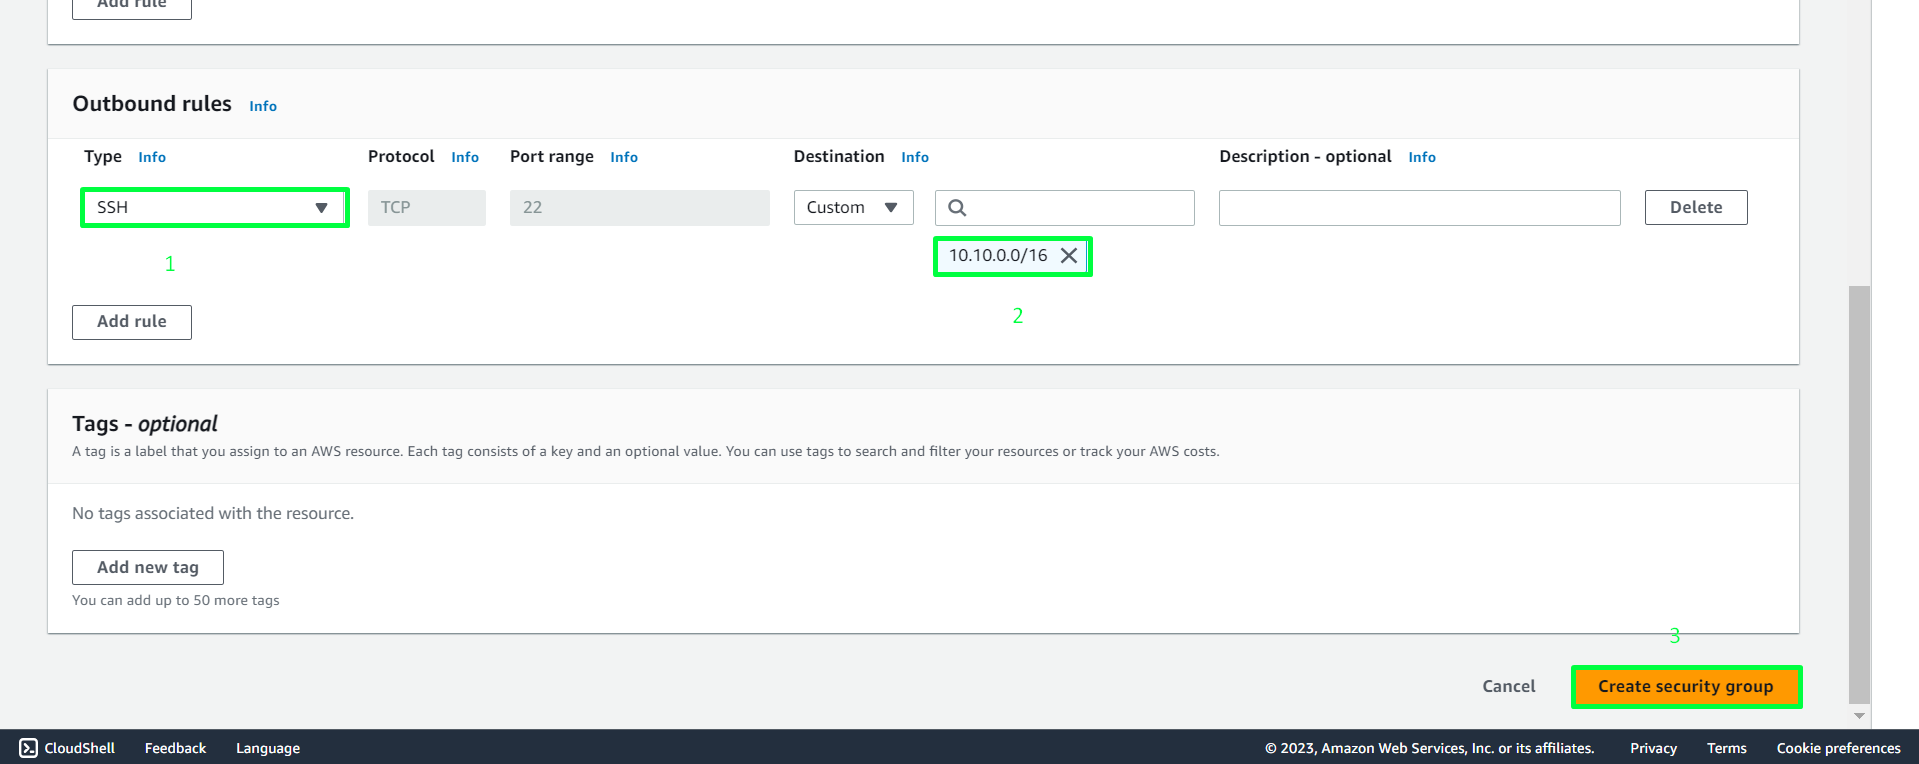 Add rule
Outbound rules Info
Type Info Protocol Info Port range Info Destination Info Description - optional Info
SSH TCP 22 Custom Delete
10.10.0.0/16
1
2
Add rule
Tags - optional
A tag is a label that you assign to an AWS resource. Each tag consists of a key and an optional value. You can use tags to search and filter your resources or track your AWS costs.
No tags associated with the resource.
Add new tag
You can add up to 50 more tags
3
Cancel Create security group
CloudShell Feedback Language © 2023, Amazon Web Services, Inc. or its affiliates. Privacy Terms Cookie preferences